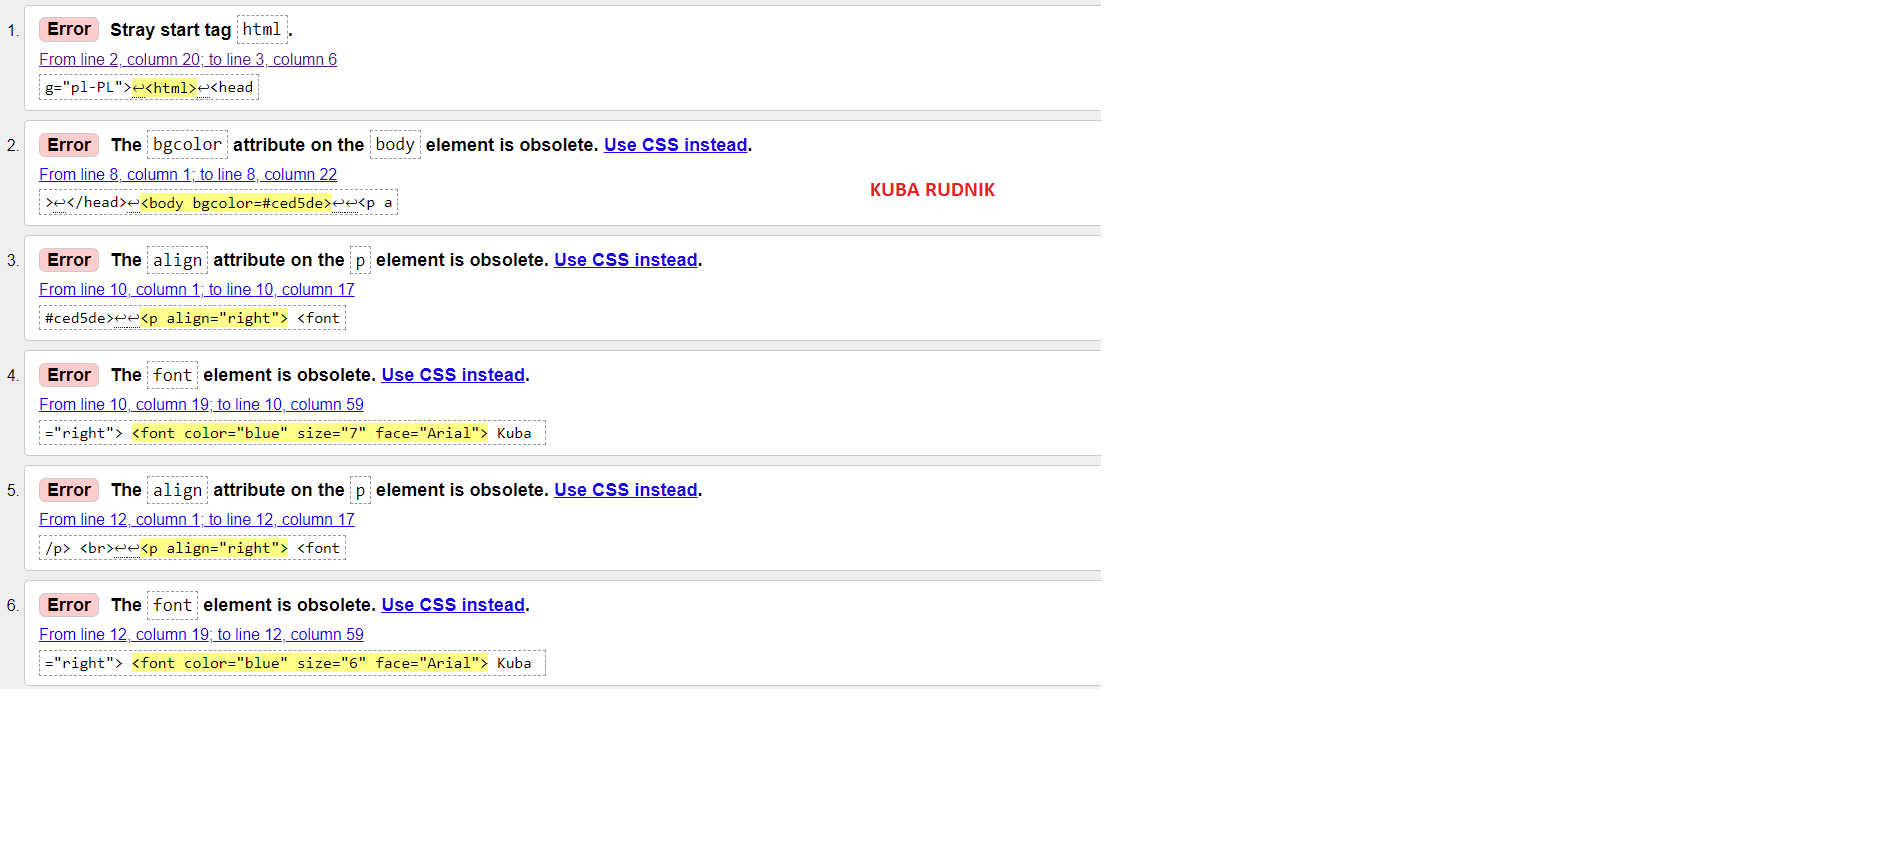 1. Error Stray start tag html.
From line 2, column 20; to line 3, column 6
g="pl-PL">↩<html>↩<head
2. Error The bgcolor attribute on the body element is obsolete. Use CSS instead.
From line 8, column 1; to line 8, column 22
KUBA RUDNIK
>↩</head>↩<body bgcolor=#ced5de>↩↩<p a
3. Error The align attribute on the p element is obsolete. Use CSS instead.
From line 10, column 1; to line 10, column 17
#ced5de>↩↩<p align="right"> <font
4. Error The font element is obsolete. Use CSS instead.
From line 10, column 19; to line 10, column 59
="right"> <font color="blue" size="7" face="Arial"> Kuba
5. Error The align attribute on the p element is obsolete. Use CSS instead.
From line 12, column 1; to line 12, column 17
/p> <br>↩↩<p align="right"> <font
6. Error The font element is obsolete. Use CSS instead.
From line 12, column 19; to line 12, column 59
="right"> <font color="blue" size="6" face="Arial"> Kuba